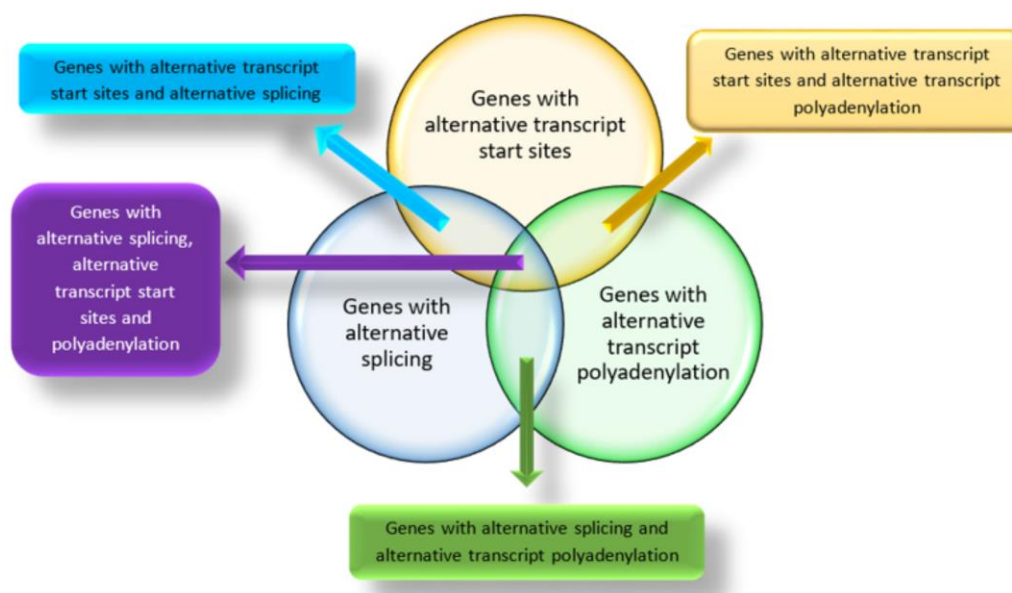 Genes with alternative transcript
start sites and alternative splicing
Genes with
alternative transcript
start sites
Genes with alternative transcript
start sites and alternative transcript
polyadenylation
Genes with
alternative splicing,
alternative
transcript start
sites and
polyadenylation
Genes with
alternative
splicing
Genes with
alternative
transcript
polyadenylation
Genes with alternative splicing and
alternative transcript polyadenylation